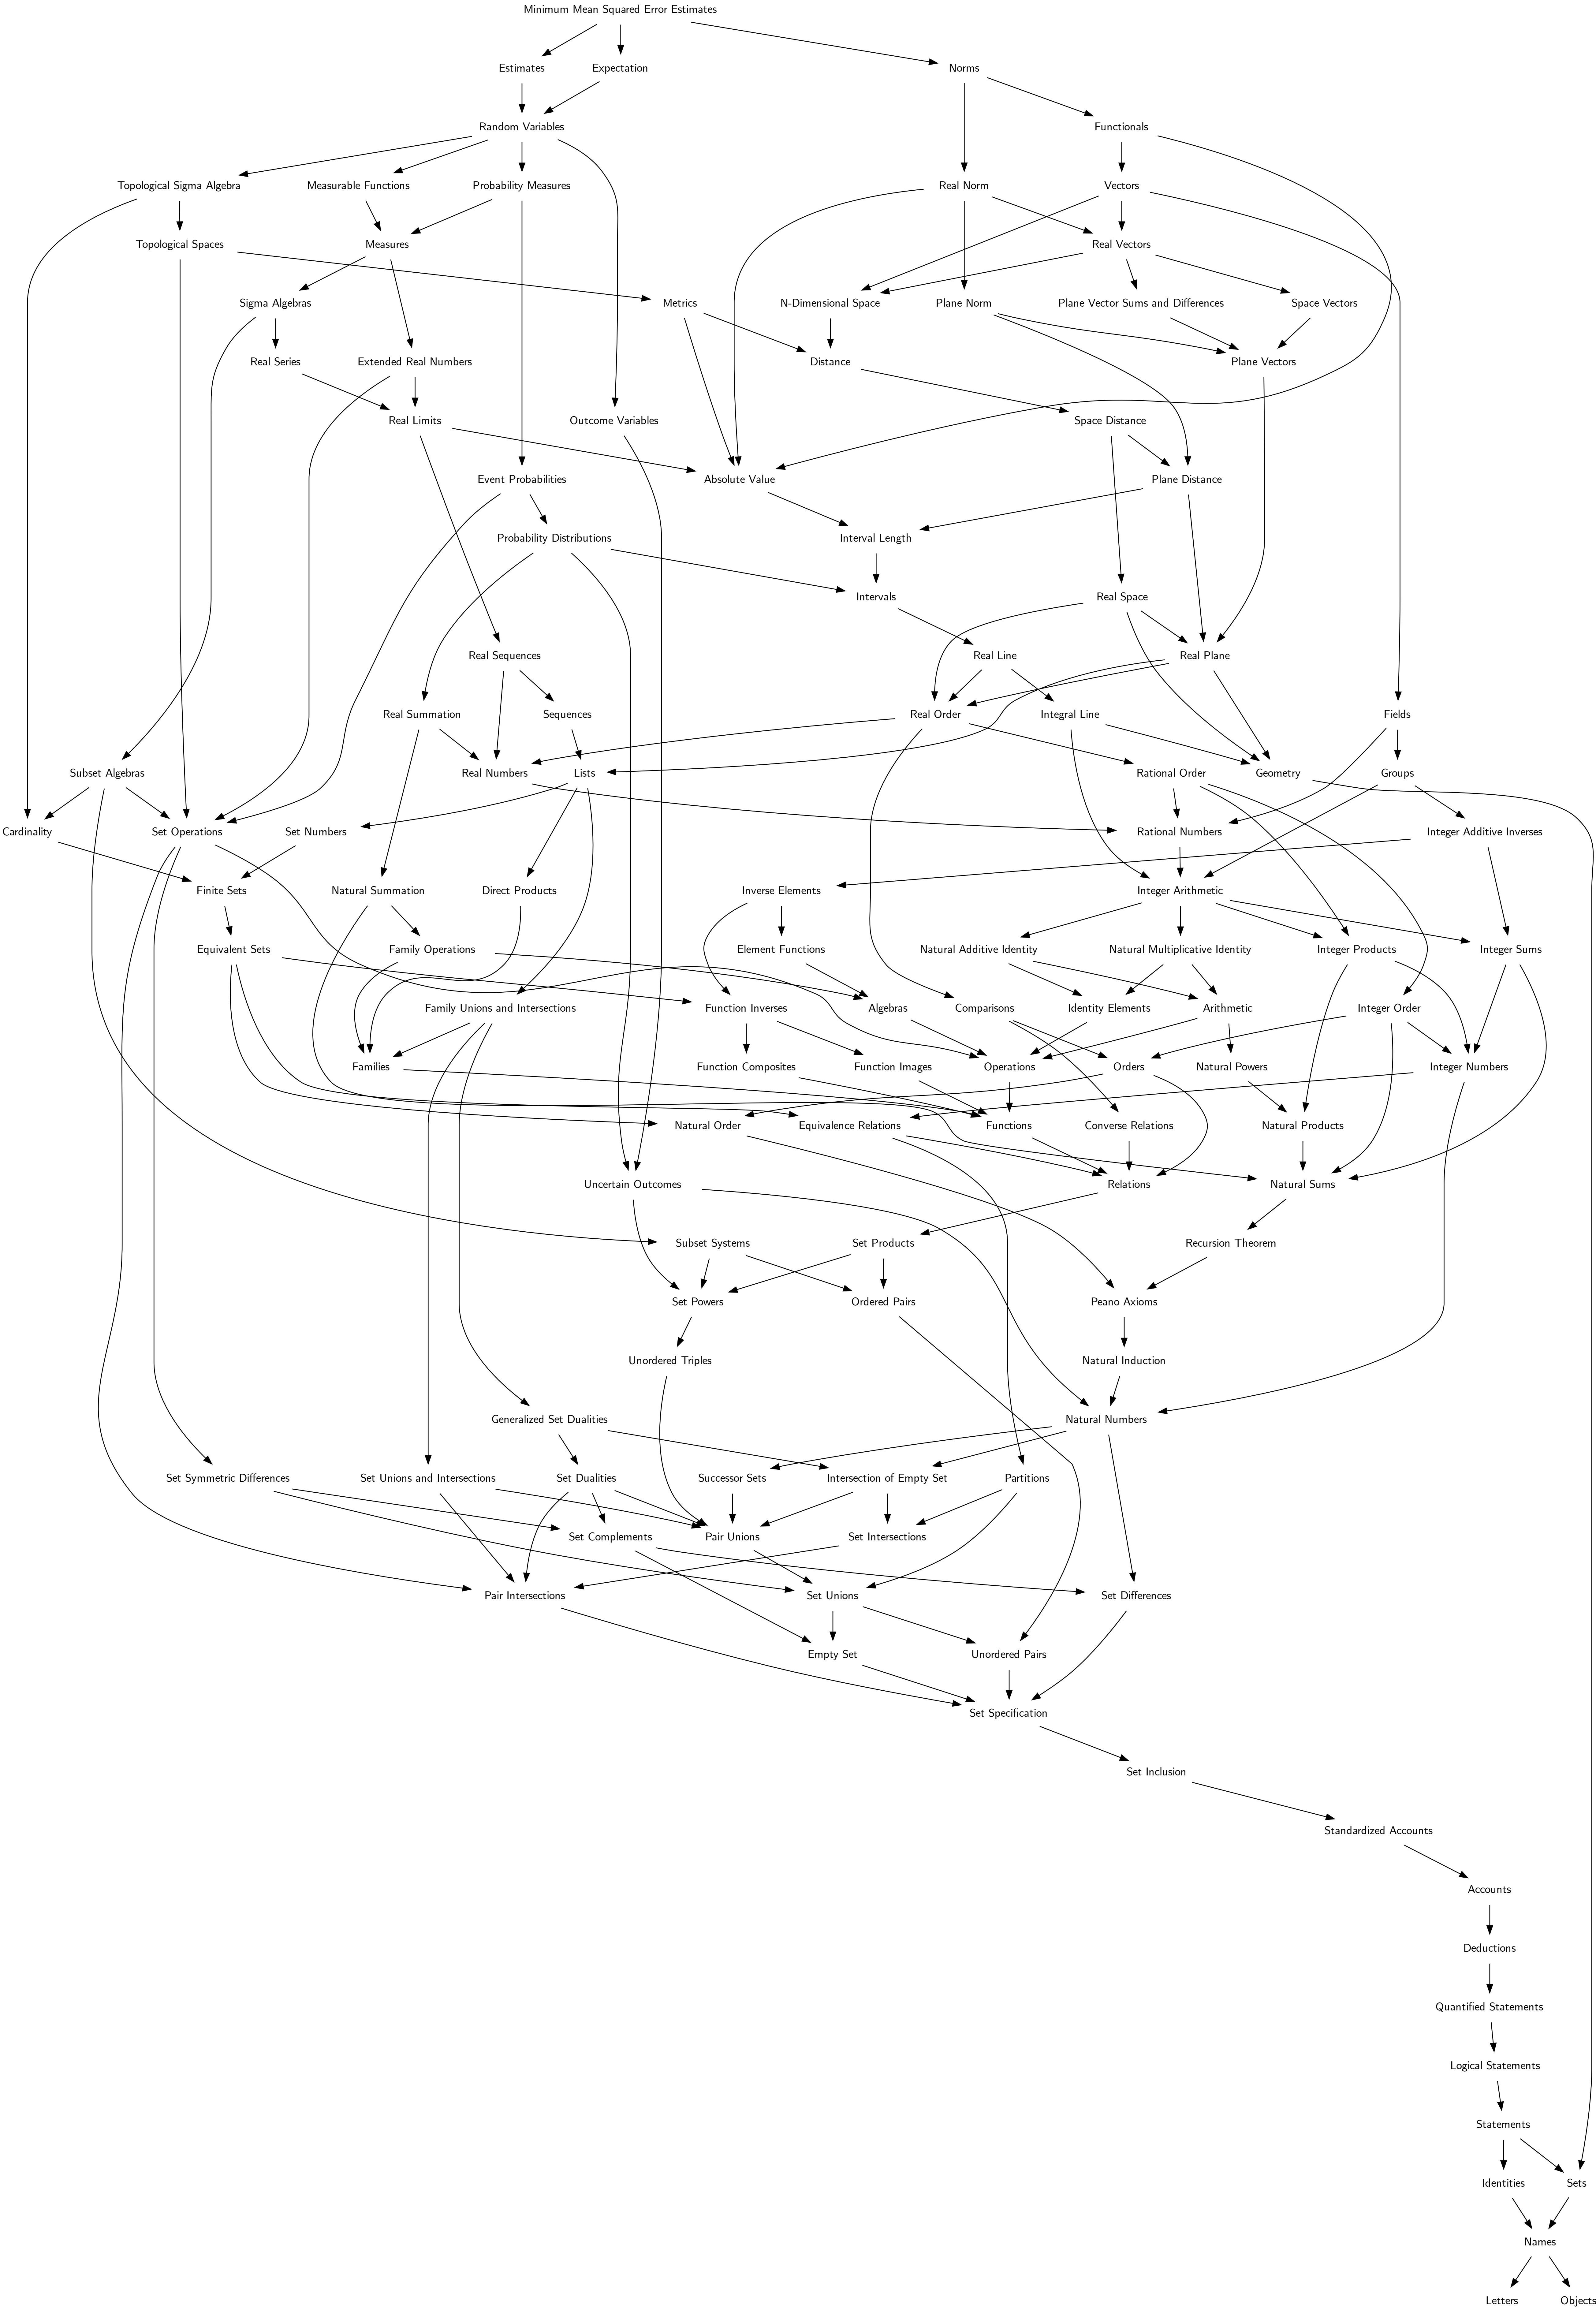 Minimum Mean Squared Error Estimates
Estimates
Expectation
Norms
Random Variables
Functionals
Topological Sigma Algebra
Measurable Functions
Probability Measures
Real Norm
Vectors
Topological Spaces
Measures
Real Vectors
Sigma Algebras
Metrics
N-Dimensional Space
Plane Norm
Plane Vector Sums and Differences
Space Vectors
Real Series
Extended Real Numbers
Distance
Plane Vectors
Real Limits
Outcome Variables
Space Distance
Event Probabilities
Absolute Value
Plane Distance
Probability Distributions
Interval Length
Intervals
Real Space
Real Sequences
Real Line
Real Plane
Real Summation
Sequences
Real Order
Integral Line
Fields
Subset Algebras
Real Numbers
Lists
Rational Order
Geometry
Groups
Cardinality
Set Operations
Set Numbers
Rational Numbers
Integer Additive Inverses
Finite Sets
Natural Summation
Direct Products
Inverse Elements
Integer Arithmetic
Equivalent Sets
Family Operations
Element Functions
Natural Additive Identity
Natural Multiplicative Identity
Integer Products
Integer Sums
Family Unions and Intersections
Function Inverses
Algebras
Comparisons
Identity Elements
Arithmetic
Integer Order
Families
Function Composites
Function Images
Operations
Orders
Natural Powers
Integer Numbers
Natural Order
Equivalence Relations
Functions
Converse Relations
Natural Products
Uncertain Outcomes
Relations
Natural Sums
Subset Systems
Set Products
Recursion Theorem
Set Powers
Ordered Pairs
Peano Axioms
Unordered Triples
Natural Induction
Generalized Set Dualities
Natural Numbers
Set Symmetric Differences
Set Unions and Intersections
Set Dualities
Successor Sets
Intersection of Empty Set
Partitions
Set Complements
Pair Unions
Set Intersections
Pair Intersections
Set Unions
Set Differences
Empty Set
Unordered Pairs
Set Specification
Set Inclusion
Standardized Accounts
Accounts
Deductions
Quantified Statements
Logical Statements
Statements
Identities
Sets
Names
Letters
Objects